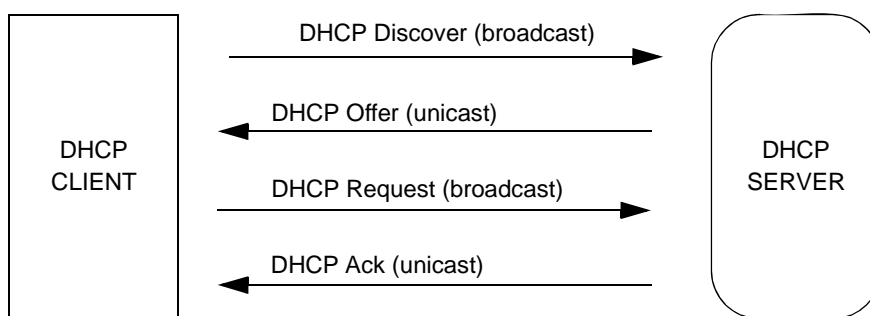 DHCP Discover (broadcast)
DHCP Offer (unicast)
DHCP
CLIENT
DHCP
SERVER
DHCP Request (broadcast)
DHCP Ack (unicast)